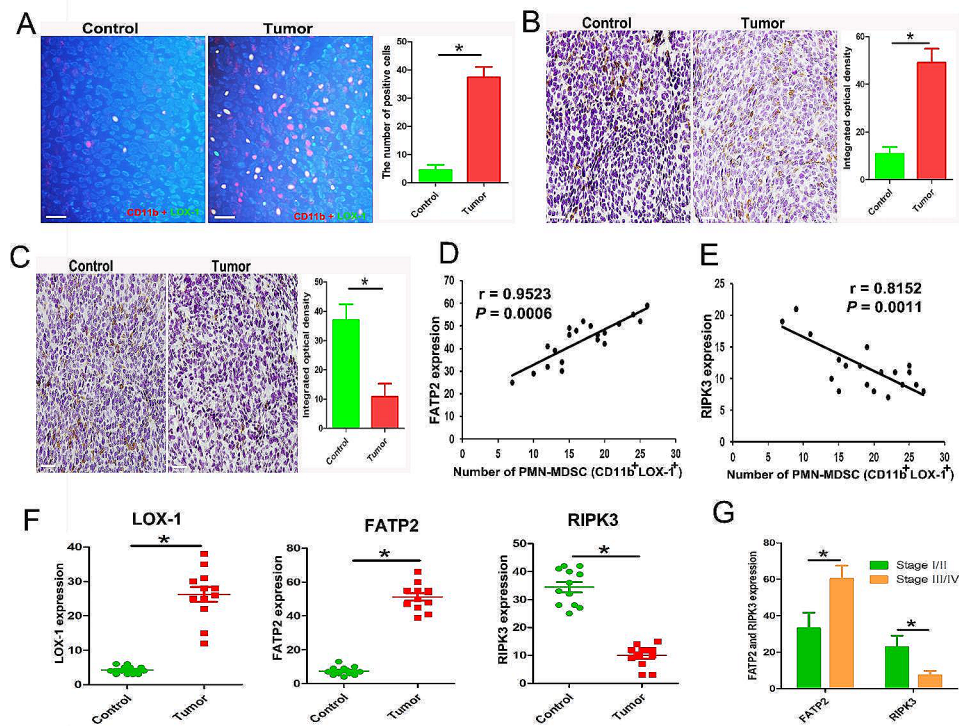 A
Control
Tumor
CD11b + LOX-1
CD11b + LOX-1
The number of positive cells
50
40
30
20
10
0
*
Control
Tumor
B
Control
Tumor
Integrated optical density
60
40
20
0
*
Control
Tumor
C
Control
Tumor
Integrated optical density
50
40
30
20
10
0
*
Control
Tumor
D
r = 0.9523
P = 0.0006
FATP2 expresion
70
60
50
40
30
20
10
0
0 5 10 15 20 25 30
Number of PMN-MDSC (CD11b+LOX-1+)
E
r = 0.8152
P = 0.0011
RIPK3 expresion
25
20
15
10
5
0
0 5 10 15 20 25 30
Number of PMN-MDSC (CD11b+LOX-1+)
F
LOX-1
LOX-1 expression
40
30
20
10
0
*
Control
Tumor
FATP2
FATP2 expression
80
60
40
20
0
*
Control
Tumor
RIPK3
RIPK3 expression
50
40
30
20
10
0
*
Control
Tumor
G
FATP2 and RIPK3 expression
80
60
40
20
0
*
*
Stage I/II
Stage III/IV
FATP2
RIPK3